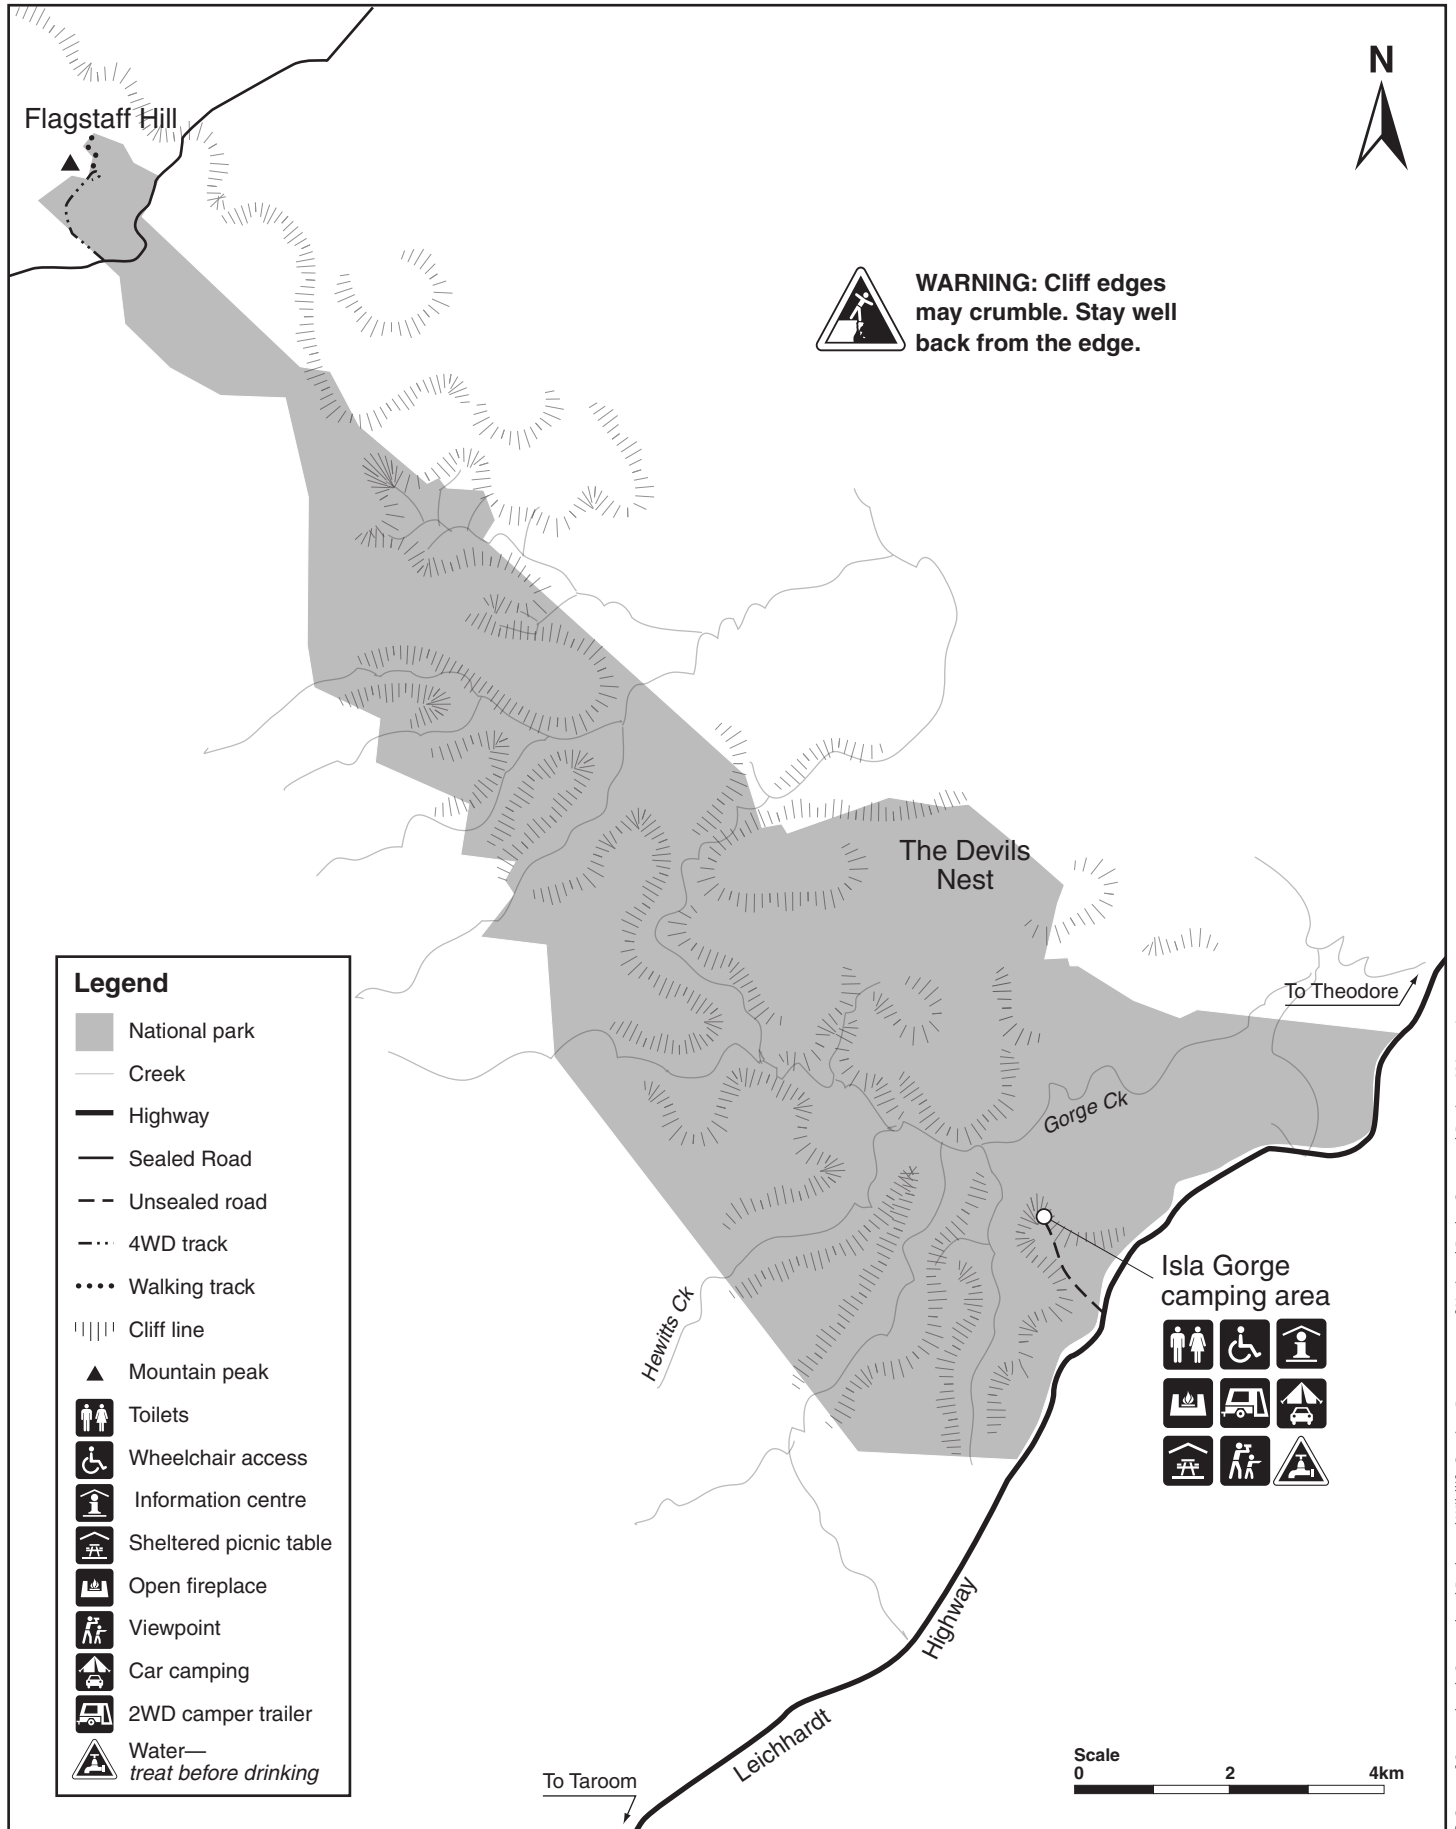 N
Flagstaff Hill
WARNING: Cliff edges
may crumble. Stay well
back from the edge.
The Devils
Nest
To Theodore
Gorge Ck
Hewitts Ck
Isla Gorge
camping area
Highway
Leichhardt
To Taroom
Legend
National park
Creek
Highway
Sealed Road
Unsealed road
4WD track
Walking track
Cliff line
Mountain peak
Toilets
Wheelchair access
Information centre
Sheltered picnic table
Open fireplace
Viewpoint
Car camping
2WD camper trailer
Water—
treat before drinking
Scale
0 2 4km